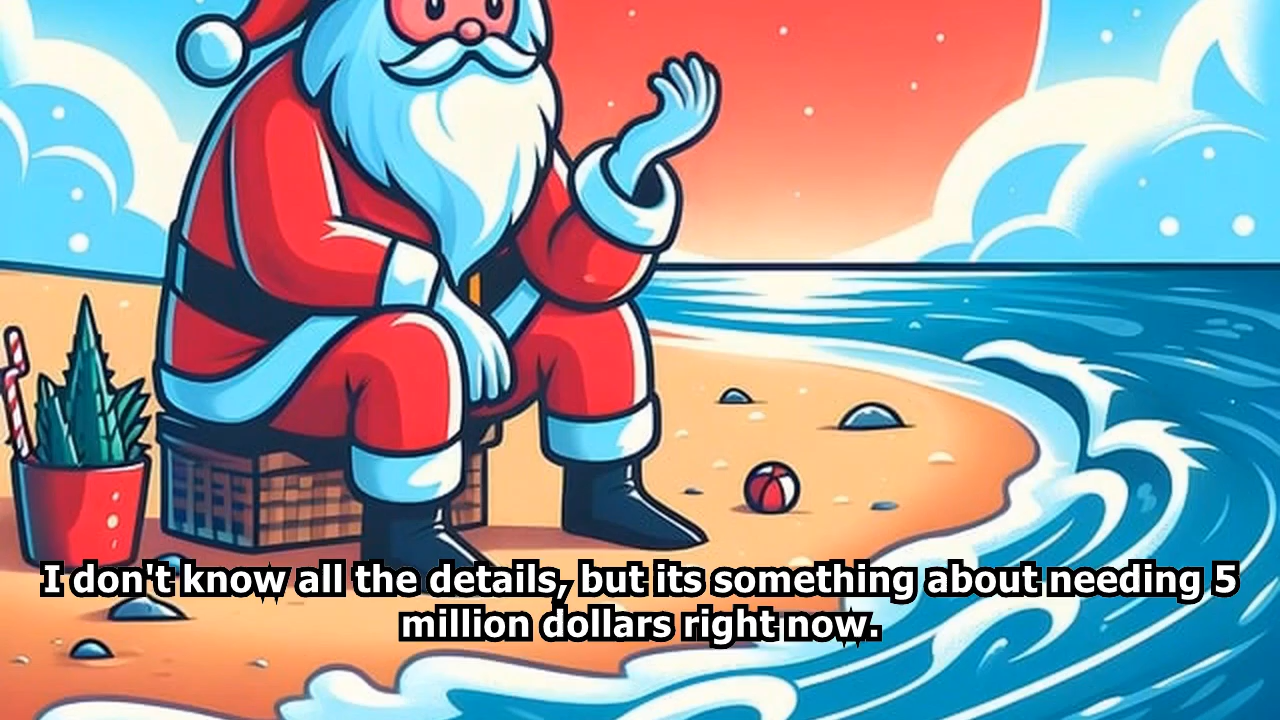 I don't know all the details, but its something about needing 5
million dollars right now.